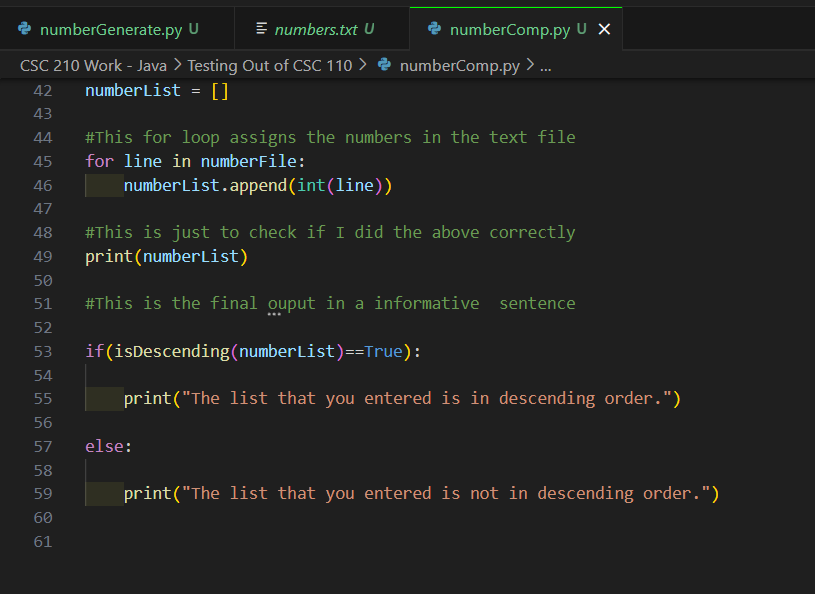 numberGenerate.py U numbers.txt U numberComp.py U
CSC 210 Work - Java > Testing Out of CSC 110 > numberComp.py > ...
42 numberList = []
43
44 #This for loop assigns the numbers in the text file
45 for line in numberFile:
46     numberList.append(int(line))
47
48 #This is just to check if I did the above correctly
49 print(numberList)
50
51 #This is the final ouput in a informative  sentence
52
53 if(isDescending(numberList)==True):
54
55     print("The list that you entered is in descending order.")
56
57 else:
58
59     print("The list that you entered is not in descending order.")
60
61